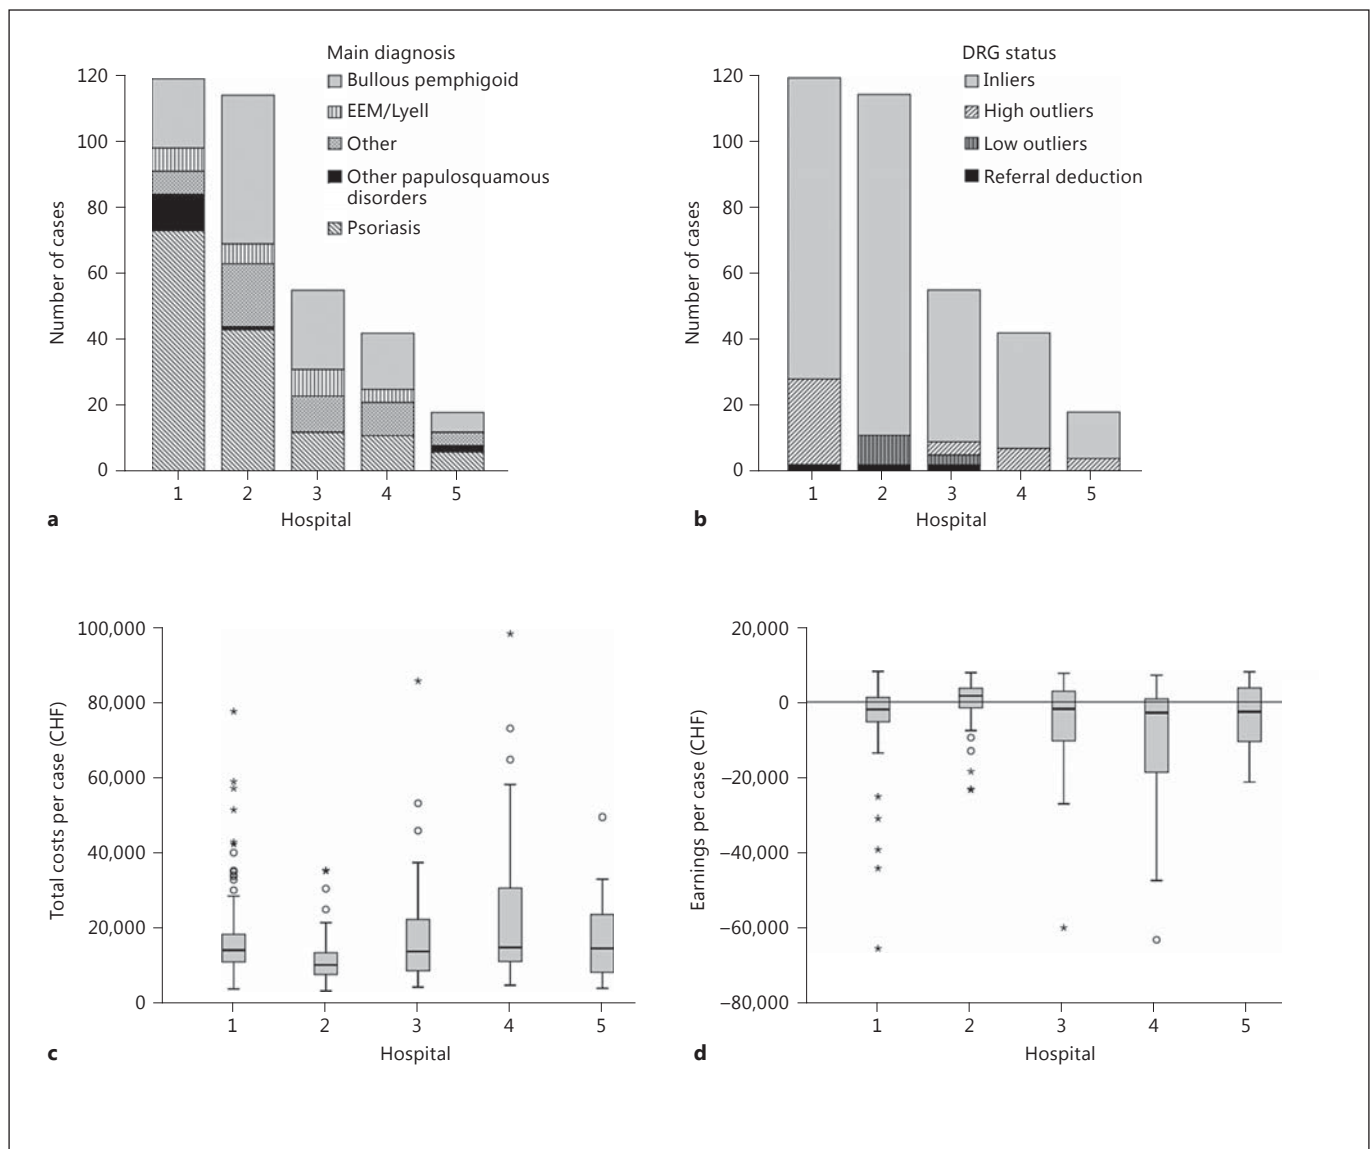 Main diagnosis
Bullous pemphigoid
EEM/Lyell
Other
Other papulosquamous
disorders
Psoriasis
120
100
80
60
40
20
0
Number of cases
1 2 3 4 5
Hospital
a
DRG status
Inliers
High outliers
Low outliers
Referral deduction
120
100
80
60
40
20
0
Number of cases
1 2 3 4 5
Hospital
b
100,000
80,000
60,000
40,000
20,000
0
Total costs per case (CHF)
1 2 3 4 5
Hospital
c
20,000
0
–20,000
–40,000
–60,000
–80,000
Earnings per case (CHF)
1 2 3 4 5
Hospital
d